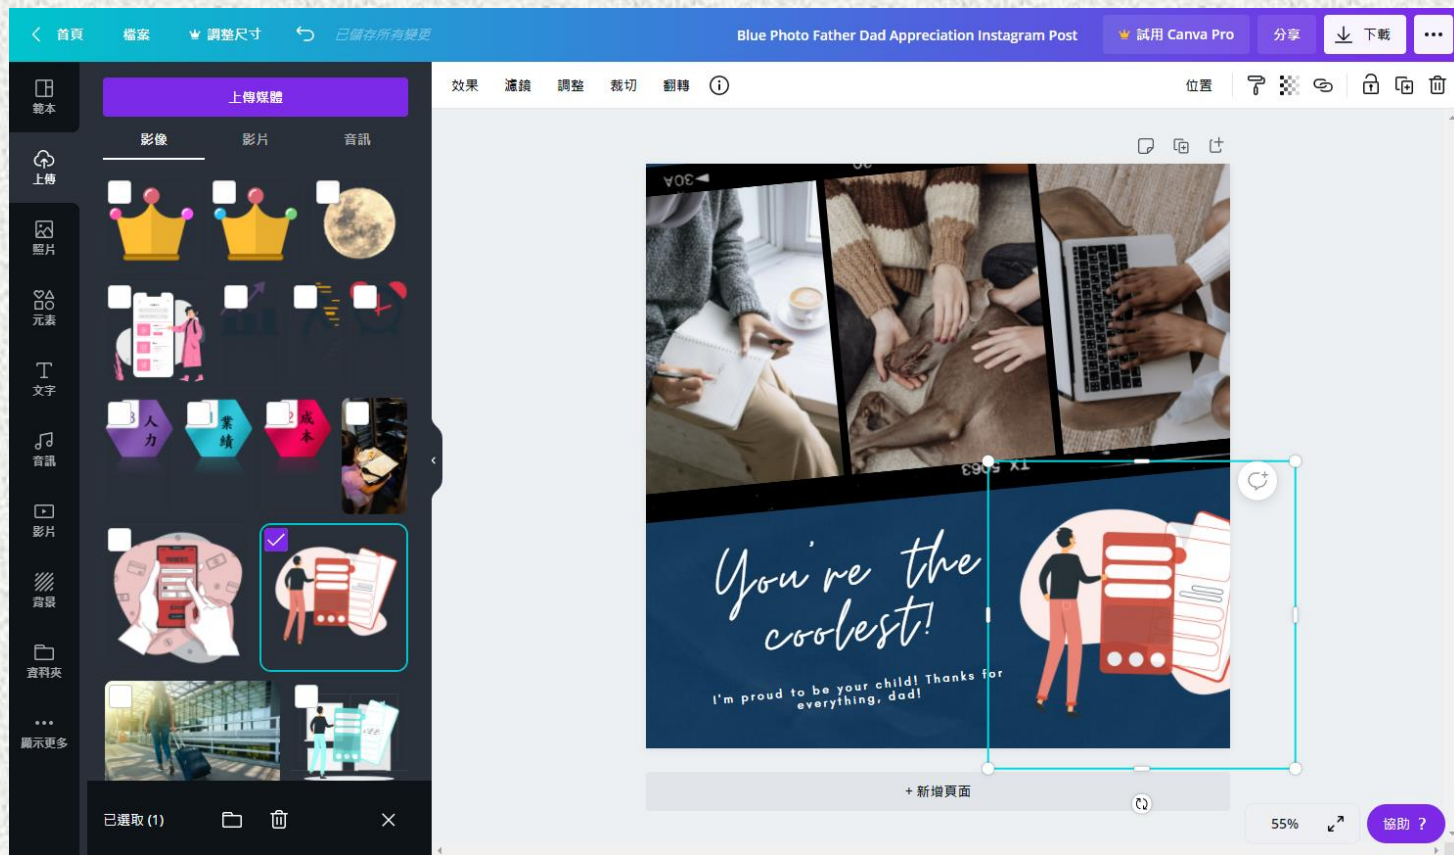 首頁
檔案
調整尺寸
已儲存所有變更
Blue Photo Father Dad Appreciation Instagram Post
試用 Canva Pro
分享
下載
範本
上傳
照片
元素
文字
音訊
影片
背景
資料夾
顯示更多
上傳媒體
影像 影片 音訊
人力
業績
成本
已選取 (1)
效果 濾鏡 調整 裁切 翻轉
位置
30A
TX 5063
You're the
coolest!
I'm proud to be your child! Thanks for
everything, dad!
+ 新增頁面
55%
協助 ?